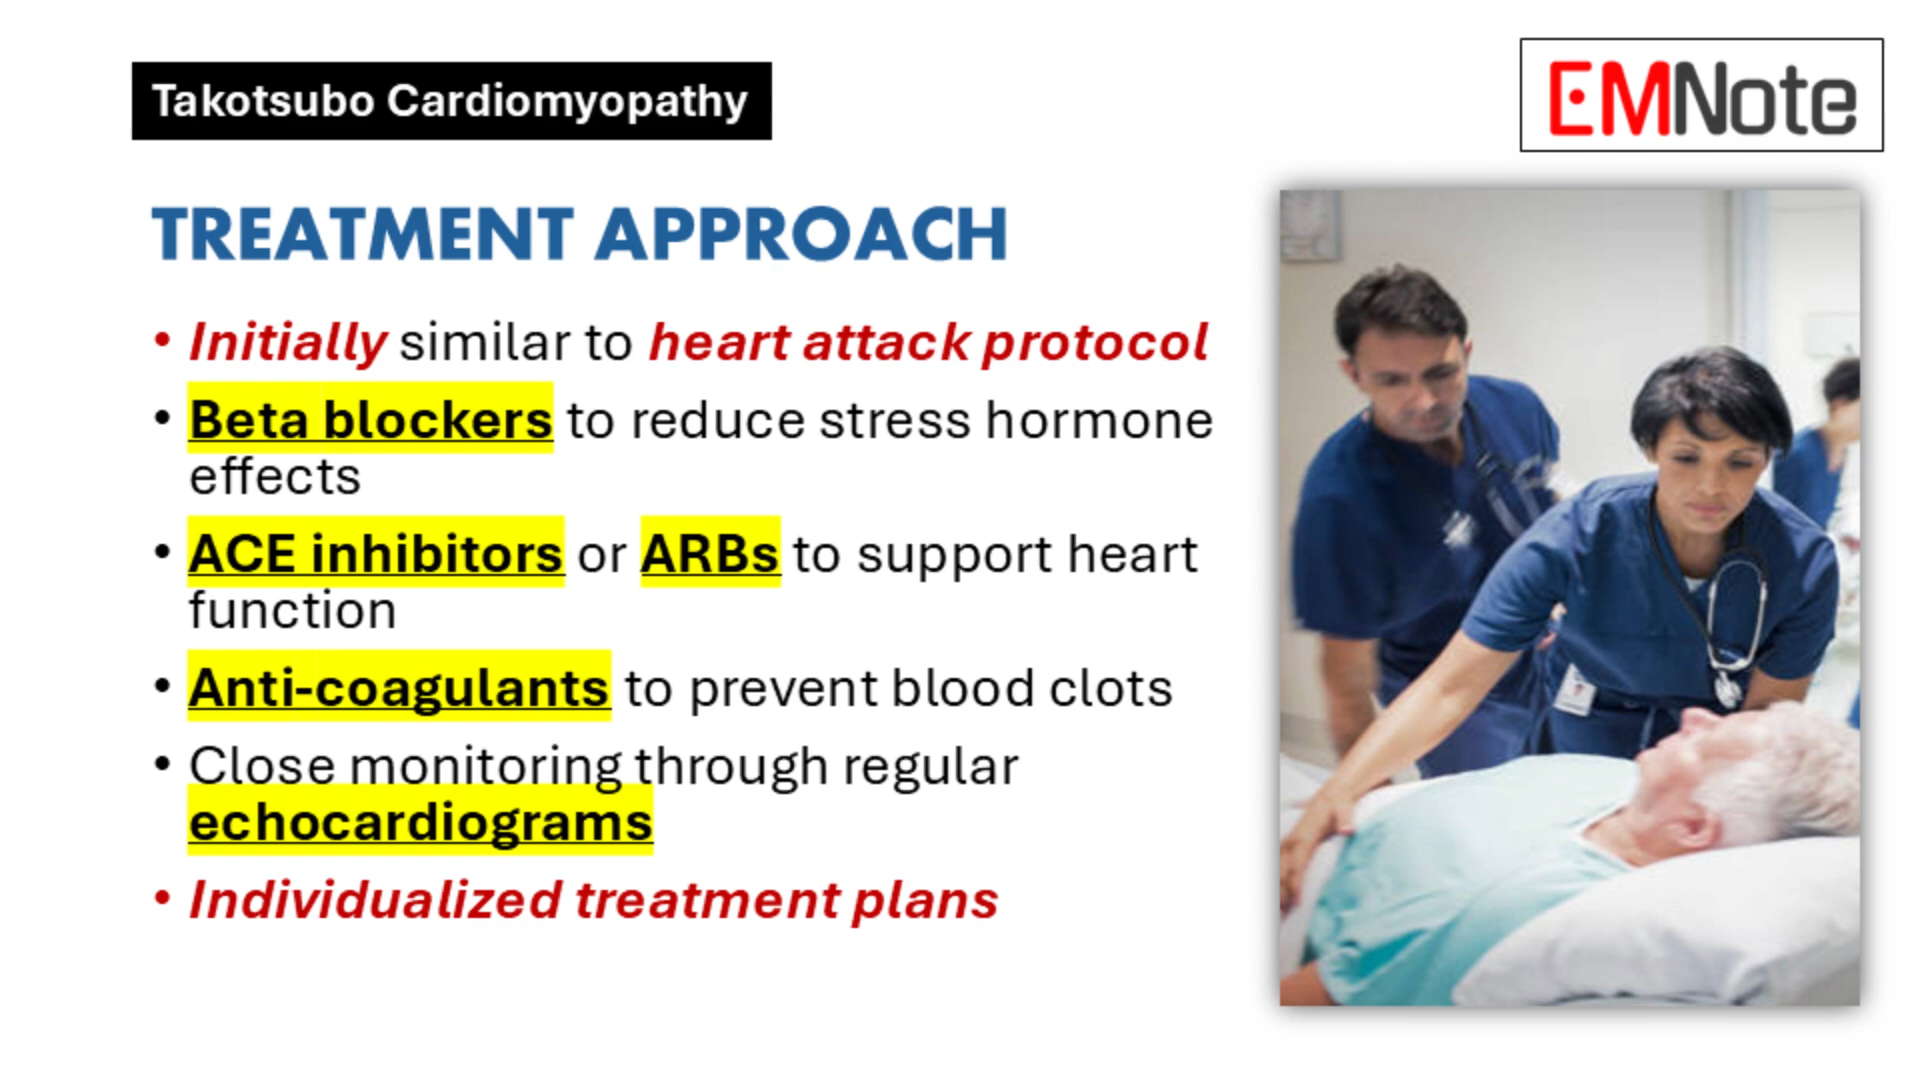 Takotsubo Cardiomyopathy
EMNote
TREATMENT APPROACH
• Initially similar to heart attack protocol
• Beta blockers to reduce stress hormone
effects
• ACE inhibitors or ARBs to support heart
function
• Anti-coagulants to prevent blood clots
• Close monitoring through regular
echocardiograms
• Individualized treatment plans